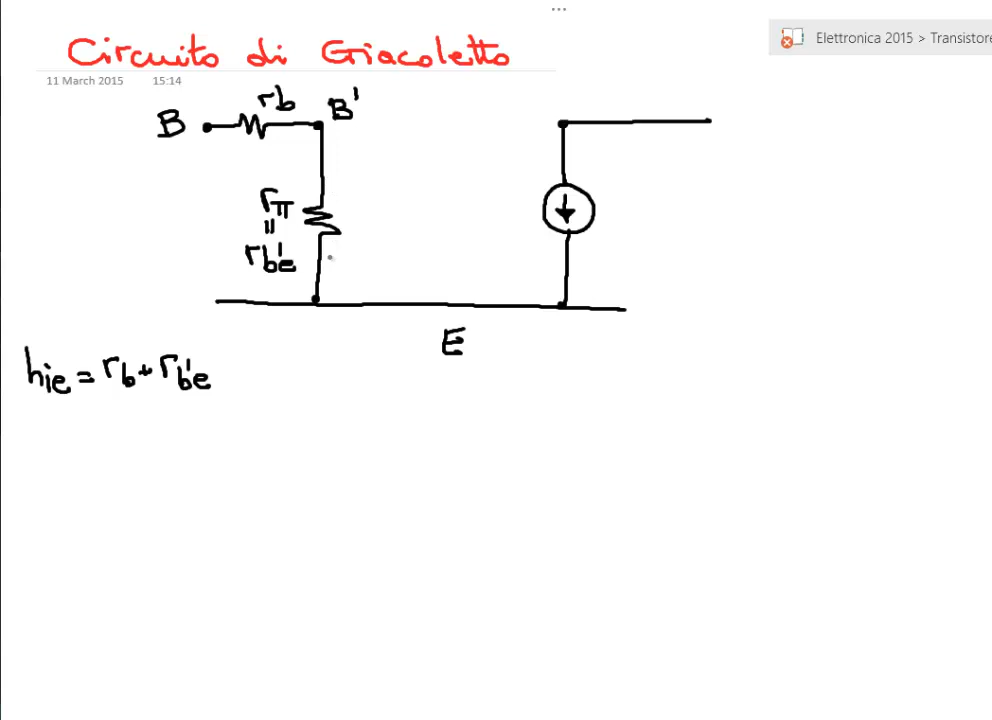 ...
Circuito di Giacoletto
Elettronica 2015 > Transistore
11 March 2015 15:14
rb
B B'
rπ
=
rb'e
E
hie = rb + rb'e